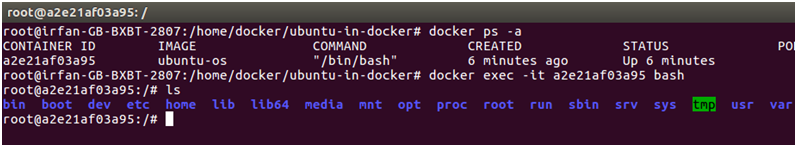 root@a2e21af03a95: /
root@irfan-GB-BXBT-2807:/home/docker/ubuntu-in-docker# docker ps -a
CONTAINER ID IMAGE COMMAND CREATED STATUS POR
a2e21af03a95 ubuntu-os "/bin/bash" 6 minutes ago Up 6 minutes
root@irfan-GB-BXBT-2807:/home/docker/ubuntu-in-docker# docker exec -it a2e21af03a95 bash
root@a2e21af03a95:/# ls
bin boot dev etc home lib lib64 media mnt opt proc root run sbin srv sys tmp usr var
root@a2e21af03a95:/#